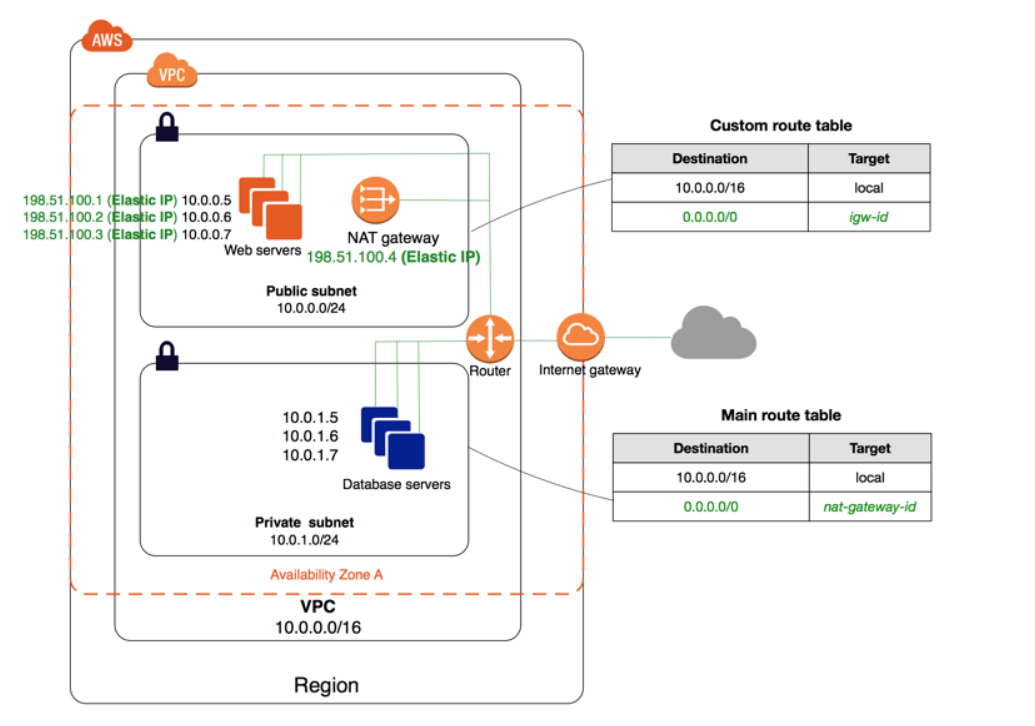 AWS
VPC
198.51.100.1 (Elastic IP) 10.0.0.5
198.51.100.2 (Elastic IP) 10.0.0.6
198.51.100.3 (Elastic IP) 10.0.0.7
Web servers
NAT gateway
198.51.100.4 (Elastic IP)
Public subnet
10.0.0.0/24
Custom route table
Destination Target
10.0.0.0/16 local
0.0.0.0/0 igw-id
Router
Internet gateway
10.0.1.5
10.0.1.6
10.0.1.7
Database servers
Private subnet
10.0.1.0/24
Main route table
Destination Target
10.0.0.0/16 local
0.0.0.0/0 nat-gateway-id
Availability Zone A
VPC
10.0.0.0/16
Region